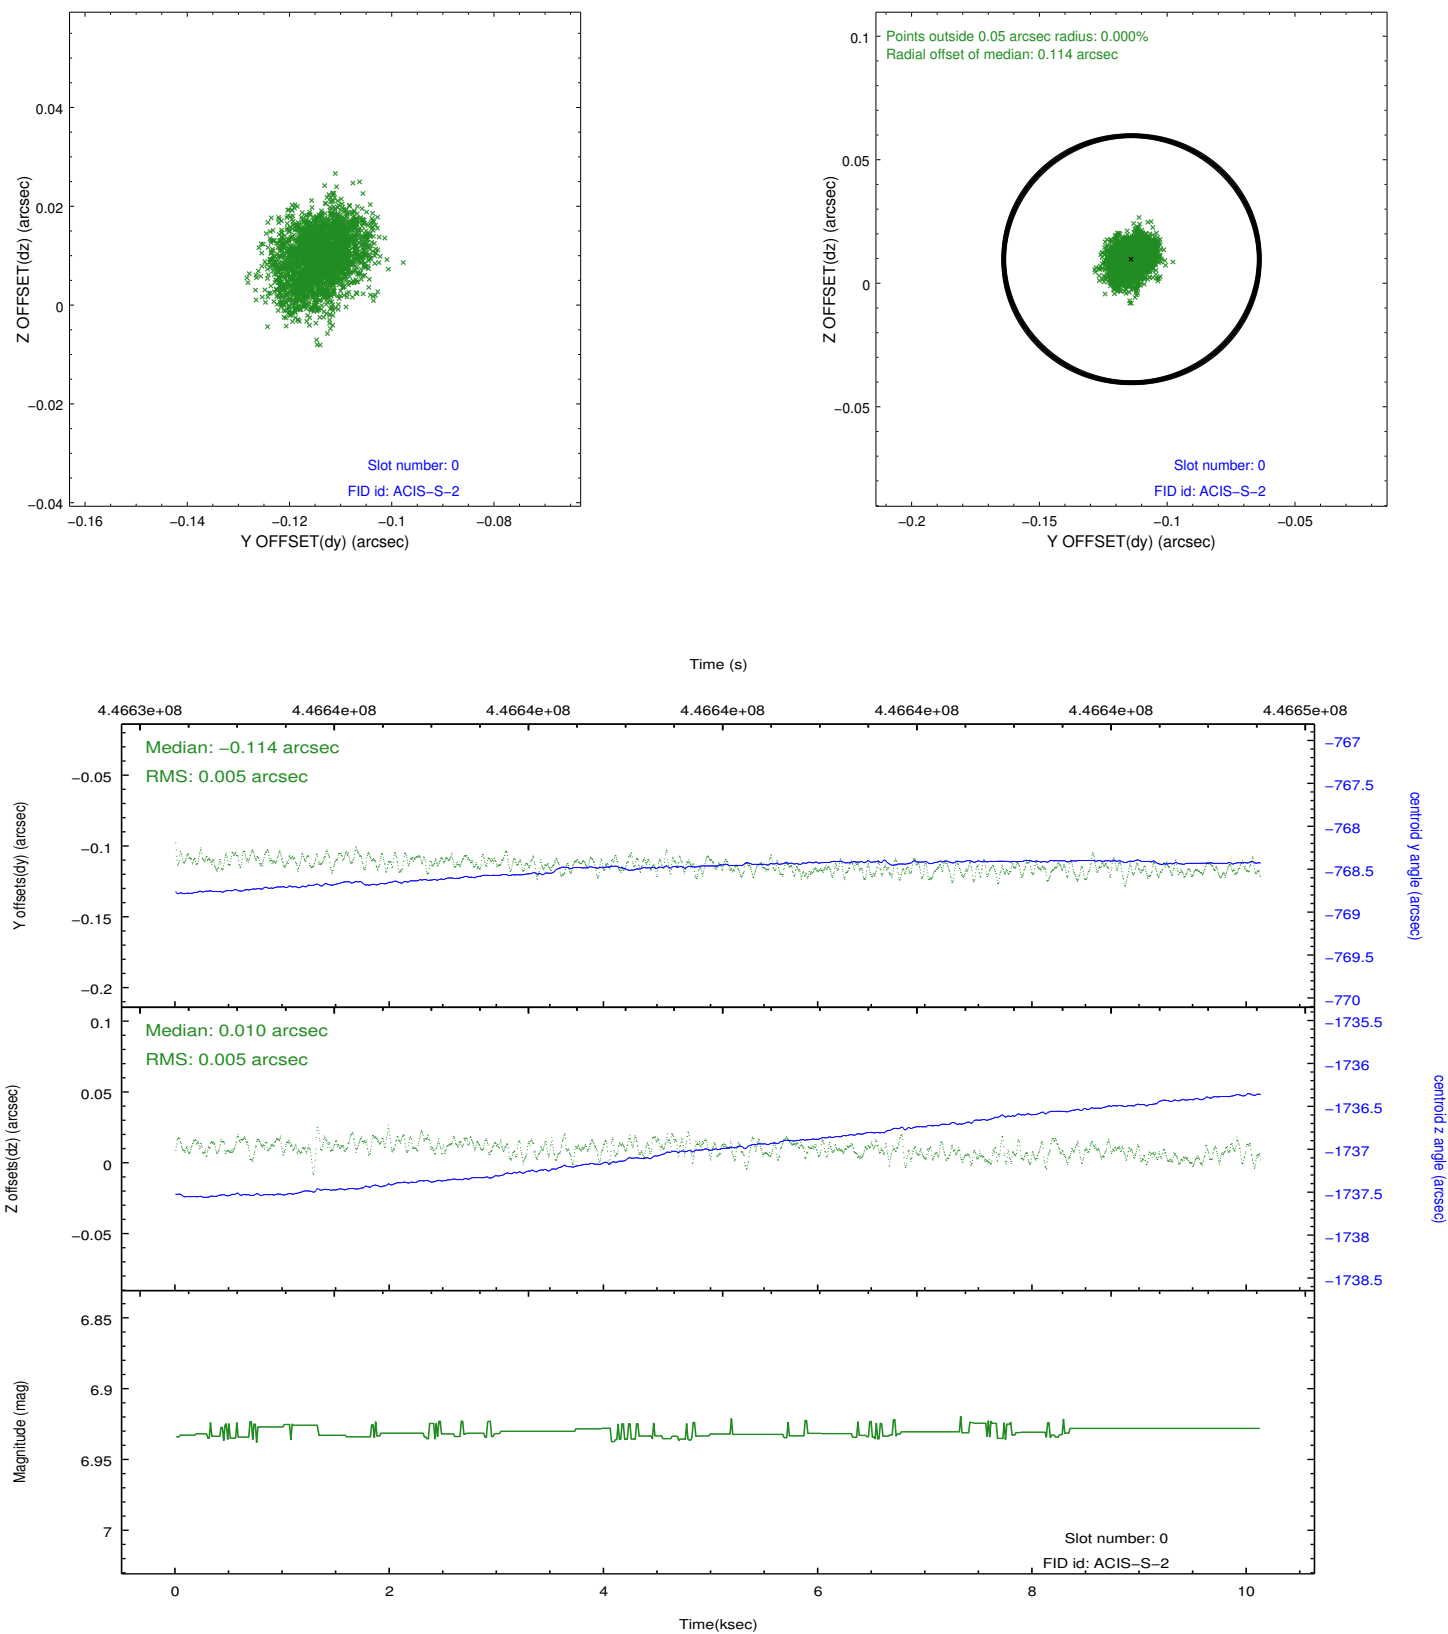 0.04
0.02
0
−0.02
−0.04
Z OFFSET(dz) (arcsec)
Slot number: 0
FID id: ACIS−S−2
−0.16 −0.14 −0.12 −0.1 −0.08
Y OFFSET(dy) (arcsec)
Points outside 0.05 arcsec radius: 0.000%
Radial offset of median: 0.114 arcsec
0.1
0.05
0
−0.05
Z OFFSET(dz) (arcsec)
Slot number: 0
FID id: ACIS−S−2
−0.2 −0.15 −0.1 −0.05
Y OFFSET(dy) (arcsec)
Time (s)
4.4663e+08 4.4664e+08 4.4664e+08 4.4664e+08 4.4664e+08 4.4664e+08 4.4665e+08
Median: −0.114 arcsec
RMS: 0.005 arcsec
−0.05
−0.1
−0.15
−0.2
Y offsets(dy) (arcsec)
−767
−767.5
−768
−768.5
−769
−769.5
−770
centroid y angle (arcsec)
Median: 0.010 arcsec
RMS: 0.005 arcsec
0.1
0.05
0
−0.05
Z offsets(dz) (arcsec)
−1735.5
−1736
−1736.5
−1737
−1737.5
−1738
−1738.5
centroid z angle (arcsec)
6.85
6.9
6.95
7
Magnitude (mag)
Slot number: 0
FID id: ACIS−S−2
0 2 4 6 8 10
Time(ksec)